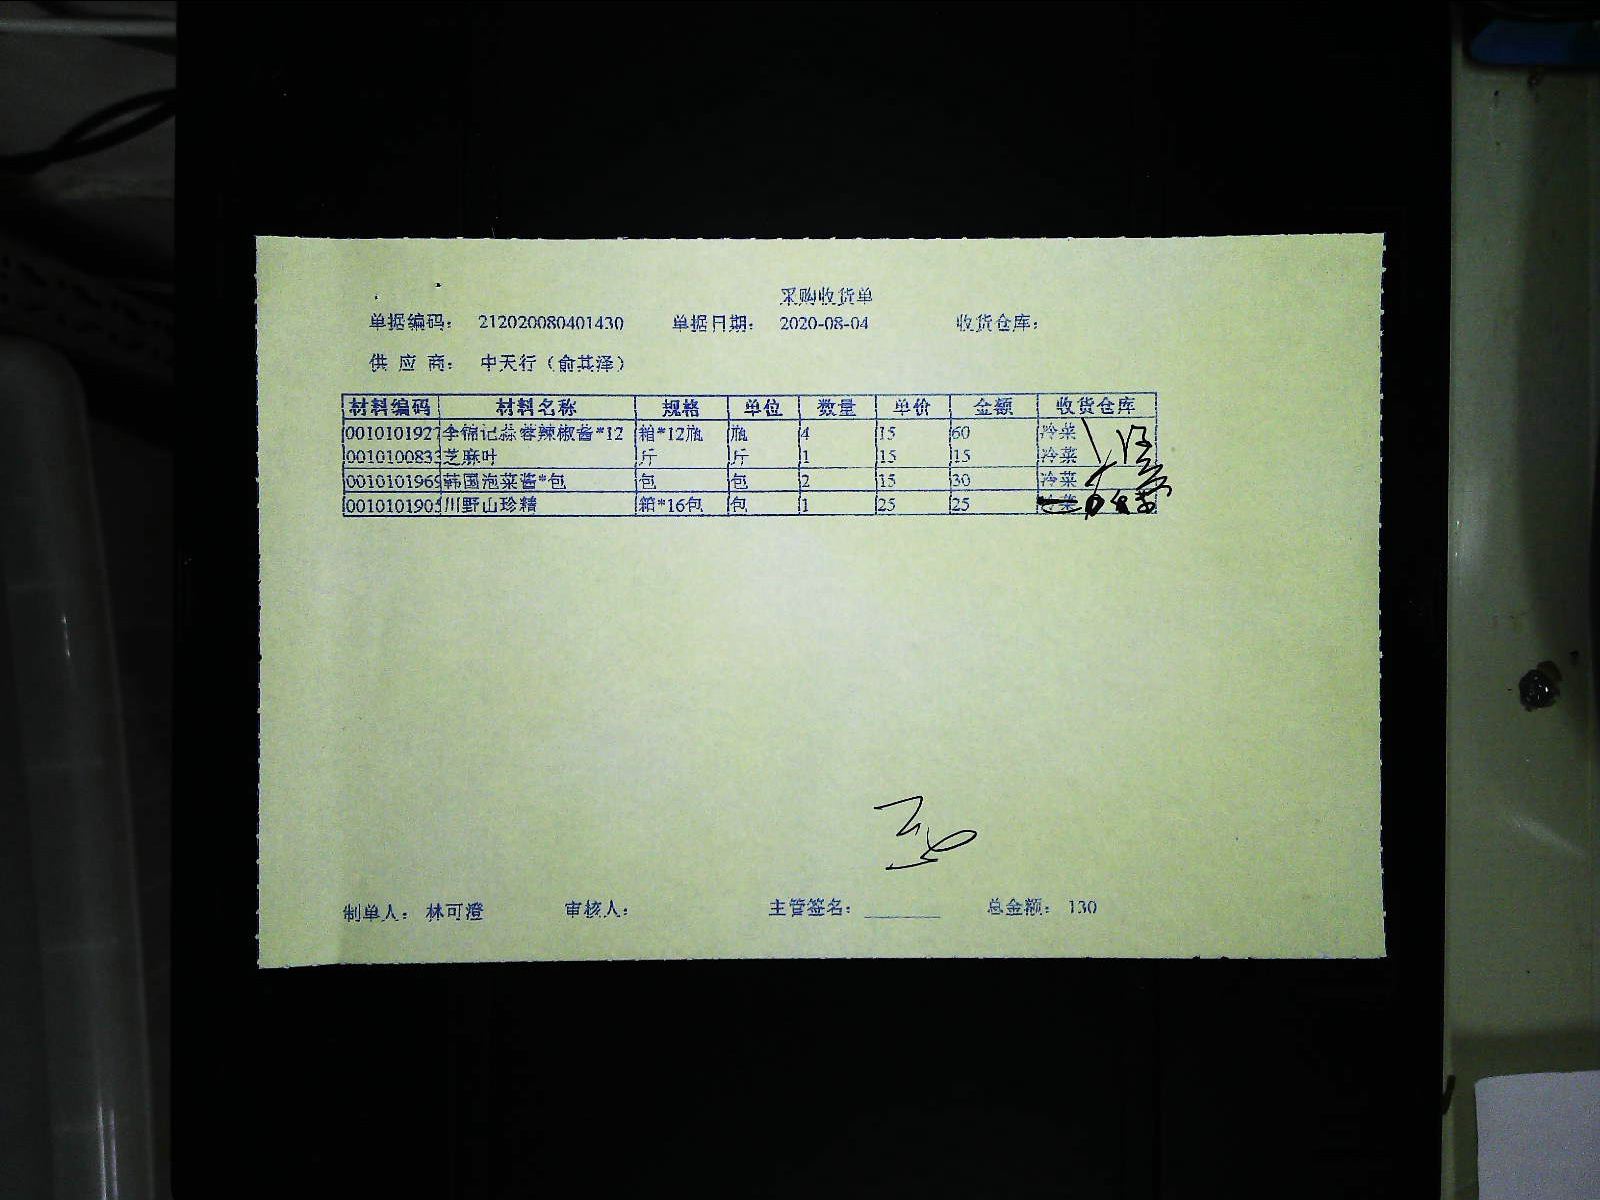 采购收货单
单据编码： 212020080401430 单据日期： 2020-08-04 收货仓库：
供 应 商： 中天行（俞其泽）
材料编码 材料名称 规格 单位 数量 单价 金额 收货仓库
0010101927 李锦记蒜蓉辣椒酱*12 箱*12瓶 瓶 4 15 60 冷菜
0010100833 芝麻叶 斤 斤 1 15 15 冷菜
0010101969 韩国泡菜酱*包 包 包 2 15 30 冷菜
0010101905 川野山珍精 箱*16包 包 1 25 25
制单人： 林可澄 审核人： 主管签名： 总金额： 130